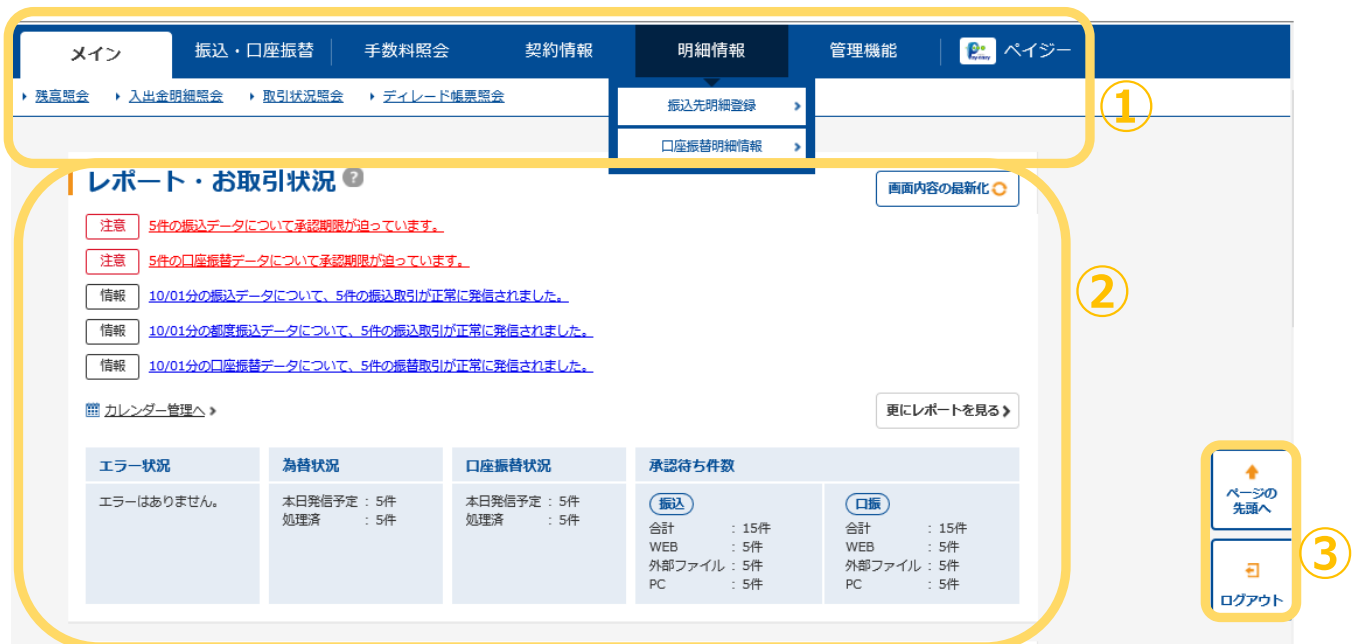 メイン 振込・口座振替 手数料照会 契約情報 明細情報 管理機能 ペイジー
残高照会 入出金明細照会 取引状況照会 ディレード帳票照会
振込先明細登録
口座振替明細情報
①
レポート・お取引状況 ?
画面内容の最新化
注意 5件の振込データについて承認期限が迫っています。
注意 5件の口座振替データについて承認期限が迫っています。
情報 10/01分の振込データについて、5件の振込取引が正常に発信されました。
情報 10/01分の都度振込データについて、5件の振込取引が正常に発信されました。
情報 10/01分の口座振替データについて、5件の振替取引が正常に発信されました。
②
カレンダー管理へ
更にレポートを見る
エラー状況 為替状況 口座振替状況 承認待ち件数
エラーはありません。
本日発信予定 : 5件
処理済 : 5件
本日発信予定 : 5件
処理済 : 5件
振込
合計 : 15件
WEB : 5件
外部ファイル : 5件
PC : 5件
口振
合計 : 15件
WEB : 5件
外部ファイル : 5件
PC : 5件
ページの
先頭へ
ログアウト
③